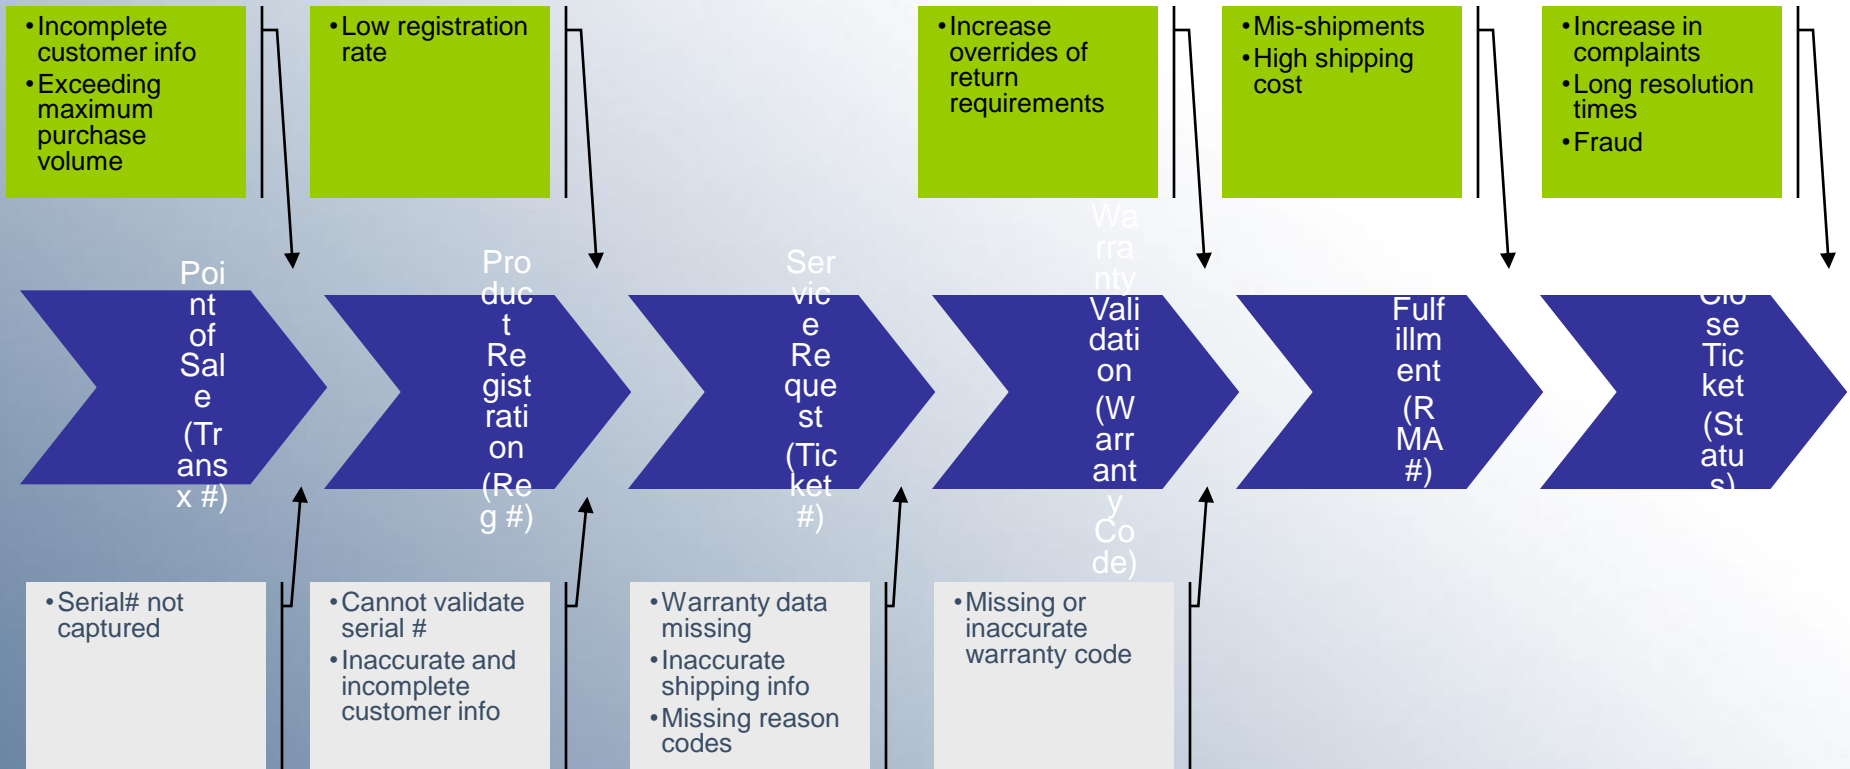 •Incomplete
customer info
•Exceeding
maximum
purchase
volume
•Low registration
rate
•Increase
overrides of
return
requirements
•Mis-shipments
•High shipping
cost
•Increase in
complaints
•Long resolution
times
•Fraud
Poi
nt
of
Sal
e
(Tr
ans
x #)
Pro
duc
t
Re
gist
rati
on
(Re
g #)
Ser
vic
e
Re
que
st
(Tic
ket
#)
Wa
rra
nty
Vali
dati
on
(W
arr
ant
y
Co
de)
Fulf
illm
ent
(R
MA
#)
Clo
se
Tic
ket
(St
atu
s)
•Serial# not
captured
•Cannot validate
serial #
•Inaccurate and
incomplete
customer info
•Warranty data
missing
•Inaccurate
shipping info
•Missing reason
codes
•Missing or
inaccurate
warranty code